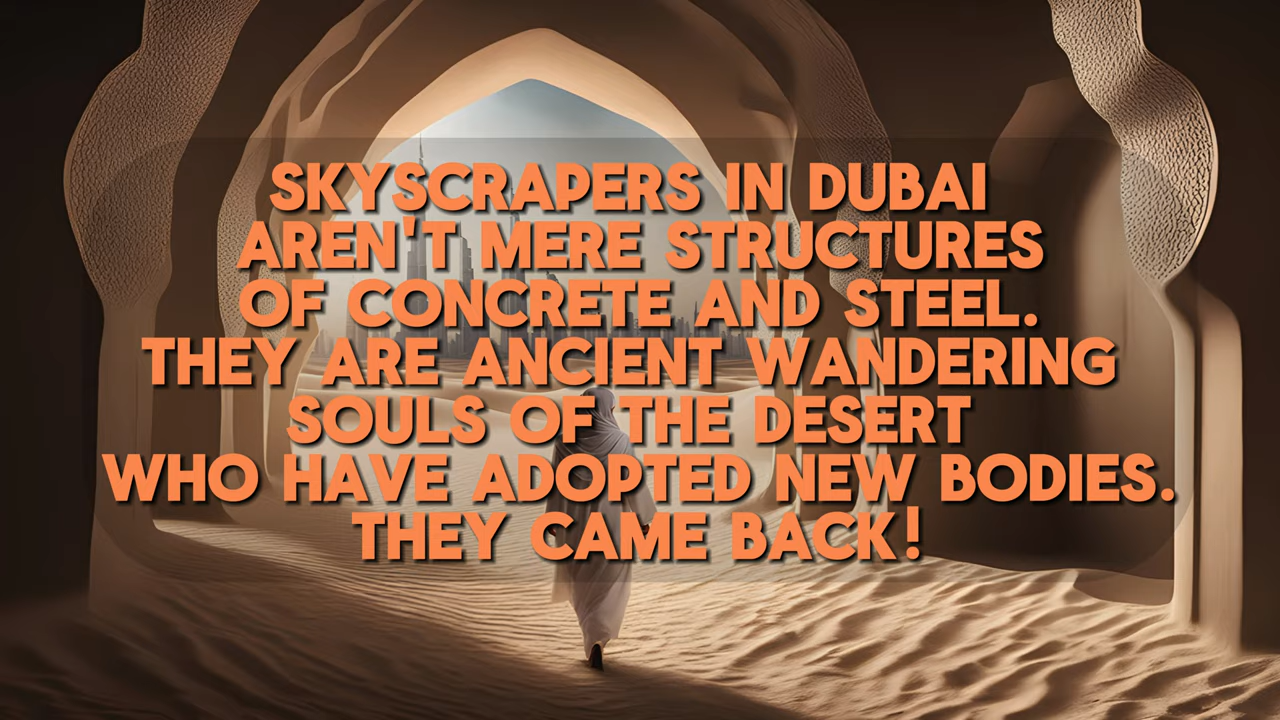 SKYSCRAPERS IN DUBAI
AREN'T MERE STRUCTURES
OF CONCRETE AND STEEL.
THEY ARE ANCIENT WANDERING
SOULS OF THE DESERT
WHO HAVE ADOPTED NEW BODIES.
THEY CAME BACK!